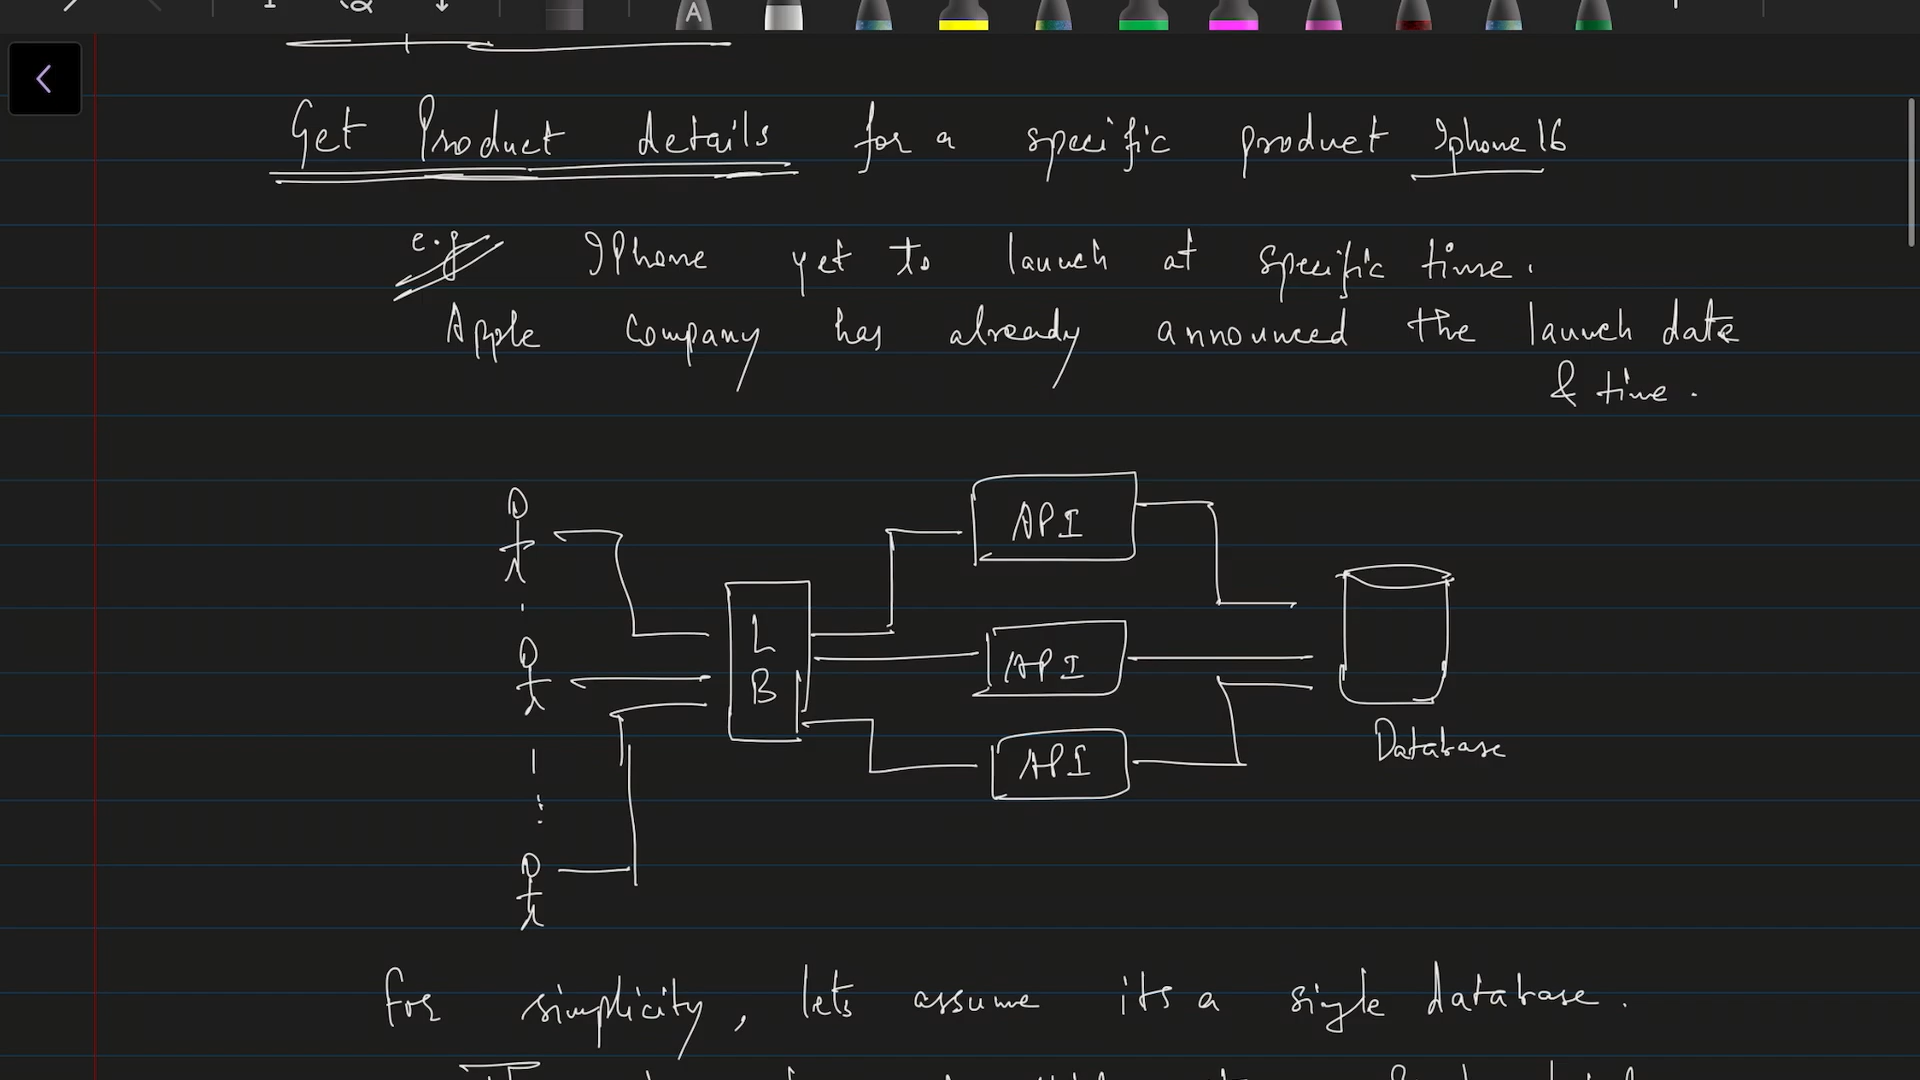 Get Product details for a specific product Iphone 16
e.g IPhone yet to launch at specific time.
Apple Company has already announced the launch date
& time.
API
L
B
API
API
Database
For simplicity, lets assume its a single database.